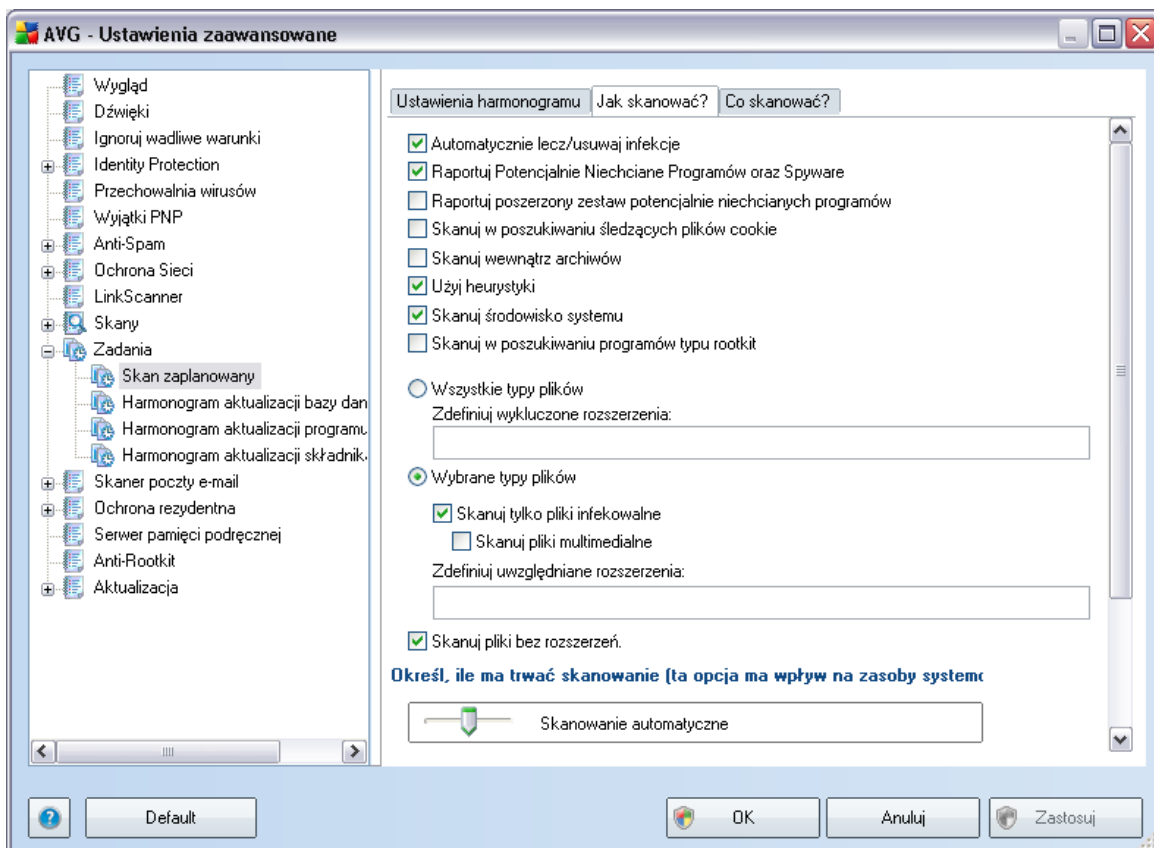 AVG - Ustawienia zaawansowane
Wygląd
Dźwięki
Ignoruj wadliwe warunki
Identity Protection
Przechowalnia wirusów
Wyjątki PNP
Anti-Spam
Ochrona Sieci
LinkScanner
Skany
Zadania
Skan zaplanowany
Harmonogram aktualizacji bazy dan
Harmonogram aktualizacji programu
Harmonogram aktualizacji składnik
Skaner poczty e-mail
Ochrona rezydentna
Serwer pamięci podręcznej
Anti-Rootkit
Aktualizacja
Ustawienia harmonogramu
Jak skanować?
Co skanować?
Automatycznie lecz/usuwaj infekcje
Raportuj Potencjalnie Niechciane Programów oraz Spyware
Raportuj poszerzony zestaw potencjalnie niechcianych programów
Skanuj w poszukiwaniu śledzących plików cookie
Skanuj wewnątrz archiwów
Użyj heurystyki
Skanuj środowisko systemu
Skanuj w poszukiwaniu programów typu rootkit
Wszystkie typy plików
Zdefiniuj wykluczone rozszerzenia:
Wybrane typy plików
Skanuj tylko pliki infekowalne
Skanuj pliki multimedialne
Zdefiniuj uwzględniane rozszerzenia:
Skanuj pliki bez rozszerzeń.
Określ, ile ma trwać skanowanie (ta opcja ma wpływ na zasoby systemo
Skanowanie automatyczne
Default
OK
Anuluj
Zastosuj